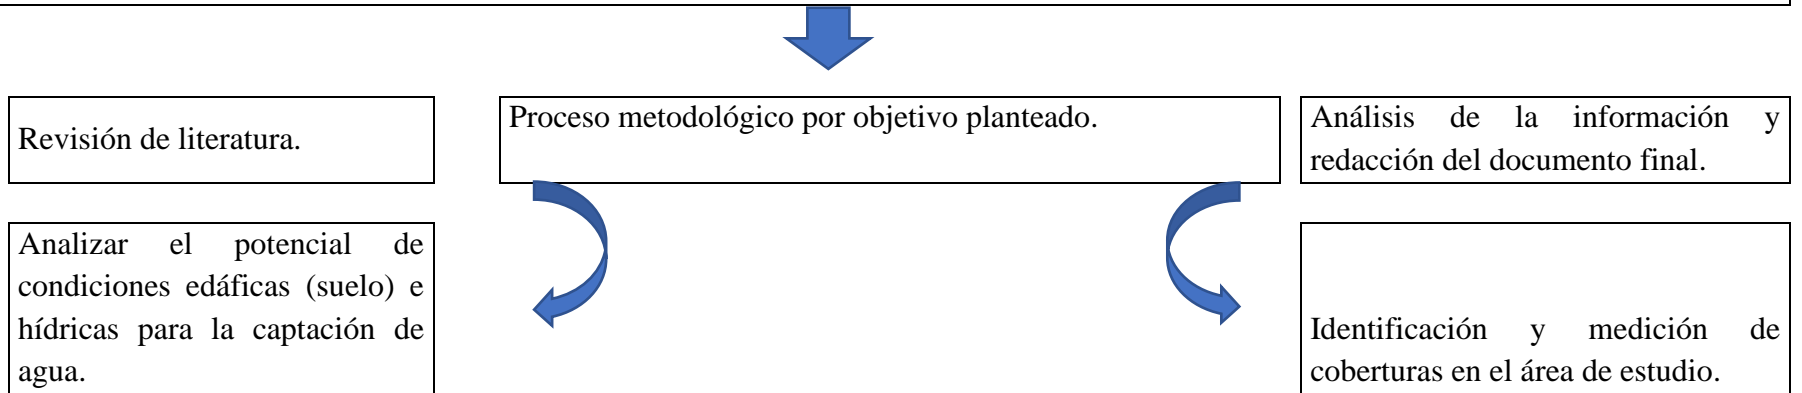 Revisión de literatura.
Proceso metodológico por objetivo planteado.
Análisis de la información y
redacción del documento final.
Analizar el potencial de
condiciones edáficas (suelo) e
hídricas para la captación de
agua.
Identificación y medición de
coberturas en el área de estudio.